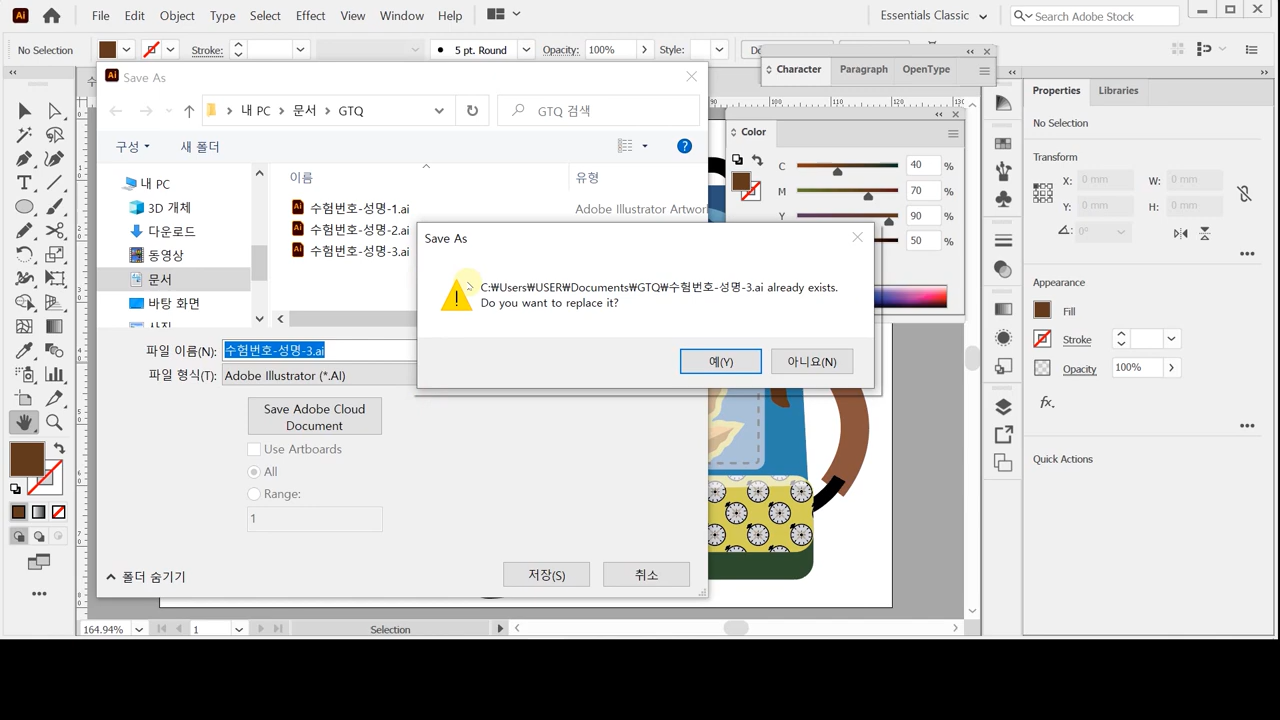 Ai File Edit Object Type Select Effect View Window Help Essentials Classic Search Adobe Stock
No Selection Stroke: 5 pt. Round Opacity: 100% Style:
Character Paragraph OpenType
Ai Save As
내 PC 문서 GTQ GTQ 검색
구성 새 폴더
이름 유형
내 PC
3D 개체
다운로드
동영상
문서
바탕 화면
수험번호-성명-1.ai Adobe Illustrator Artwor
수험번호-성명-2.ai
수험번호-성명-3.ai
Save As
C:₩Users₩USER₩Documents₩GTQ₩수험번호-성명-3.ai already exists.
Do you want to replace it?
예(Y) 아니요(N)
파일 이름(N): 수험번호-성명-3.ai
파일 형식(T): Adobe Illustrator (*.AI)
Save Adobe Cloud
Document
Use Artboards
All
Range:
1
폴더 숨기기 저장(S) 취소
Color
C 40 %
M 70 %
Y 90 %
50 %
90 100 110 120 130
Properties Libraries
No Selection
Transform
X: 0 mm W: 0 mm
Y: 0 mm H: 0 mm
0°
Appearance
Fill
Stroke
Opacity 100%
fx.
Quick Actions
164.94% 1 Selection